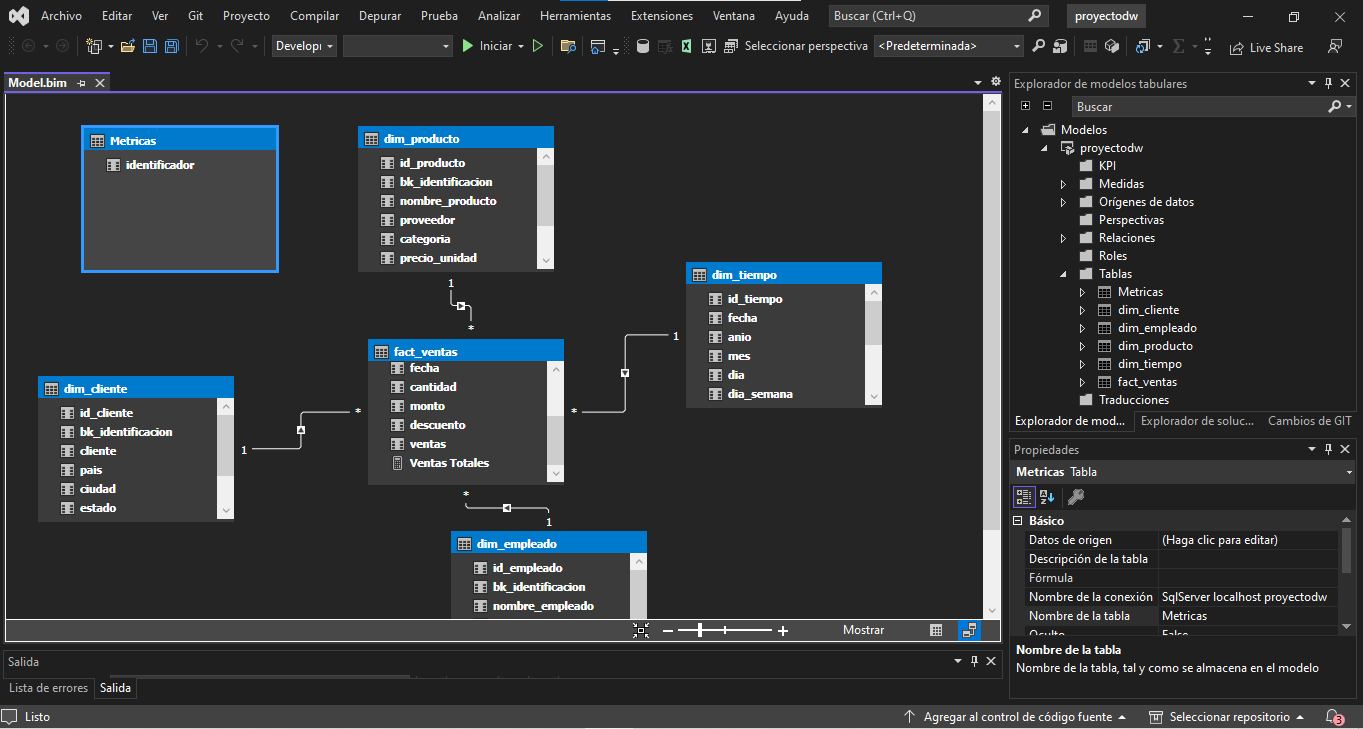 Archivo Editar Ver Git Proyecto Compilar Depurar Prueba Analizar Herramientas Extensiones Ventana Ayuda Buscar (Ctrl+Q) proyectodw
Developı Iniciar Seleccionar perspectiva <Predeterminada> Live Share
Model.bim
Metricas
identificador
dim_producto
id_producto
bk_identificacion
nombre_producto
proveedor
categoria
precio_unidad
1
*
dim_tiempo
id_tiempo
fecha
anio
mes
dia
dia_semana
1
*
fact_ventas
fecha
cantidad
monto
descuento
ventas
Ventas Totales
dim_cliente
id_cliente
bk_identificacion
cliente
pais
ciudad
estado
1
*
*
1
dim_empleado
id_empleado
bk_identificacion
nombre_empleado
Mostrar
Explorador de modelos tabulares
Buscar
Modelos
proyectodw
KPI
Medidas
Orígenes de datos
Perspectivas
Relaciones
Roles
Tablas
Metricas
dim_cliente
dim_empleado
dim_producto
dim_tiempo
fact_ventas
Traducciones
Explorador de mod... Explorador de soluc... Cambios de GIT
Propiedades
Metricas Tabla
Básico
Datos de origen (Haga clic para editar)
Descripción de la tabla
Fórmula
Nombre de la conexión SqlServer localhost proyectodw
Nombre de la tabla Metricas
Oculto False
Nombre de la tabla
Nombre de la tabla, tal y como se almacena en el modelo
Salida
Lista de errores Salida
Listo Agregar al control de código fuente Seleccionar repositorio 3